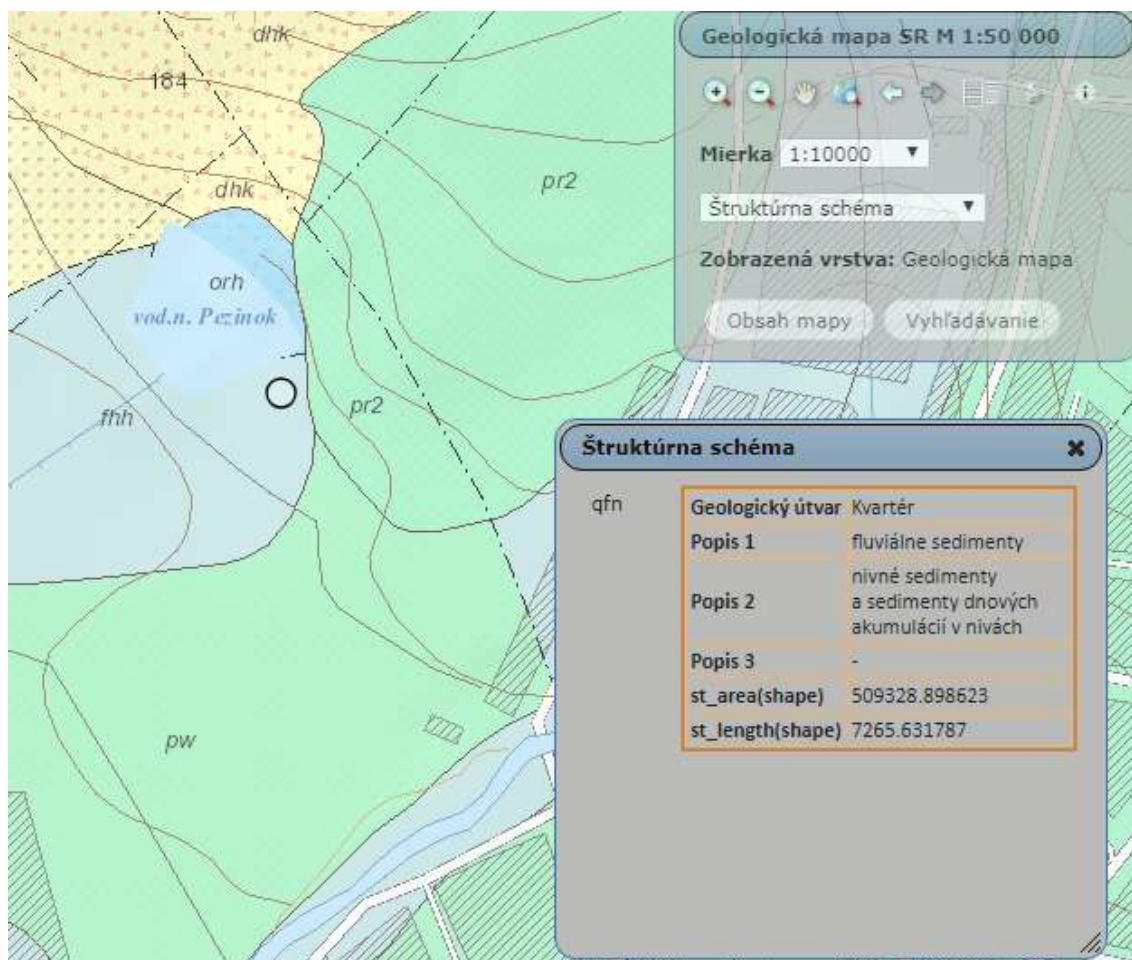 dhk
184
dhk
pr2
orh
vod.n. Pezinok
fhh
pr2
pw
Geologická mapa SR M 1:50 000
Mierka 1:10000
Štruktúrna schéma
Zobrazená vrstva: Geologická mapa
Obsah mapy Vyhľadávanie
Štruktúrna schéma
qfn
Geologický útvar Kvartér
Popis 1 fluviálne sedimenty
Popis 2 nivné sedimenty
a sedimenty dnových
akumulácií v nivách
Popis 3 -
st_area(shape) 509328.898623
st_length(shape) 7265.631787